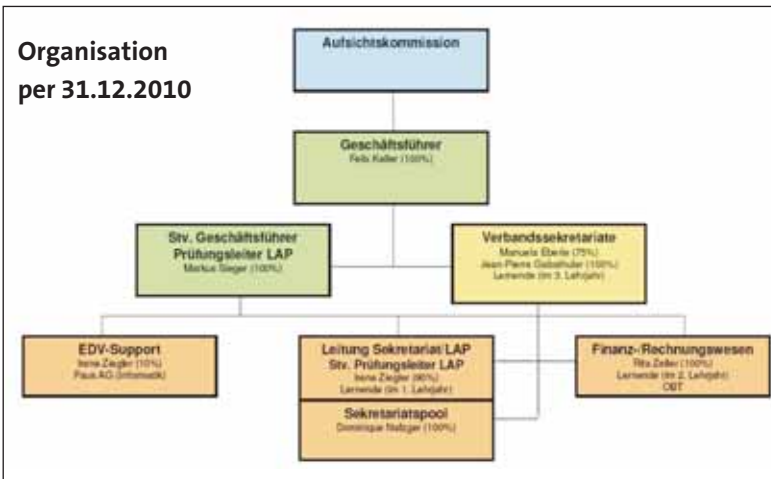 Organisation
per 31.12.2010
Aufsichtskommission
Geschäftsführer
Felix Keller (100%)
Stv. Geschäftsführer
Prüfungsleiter LAP
Markus Sieger (100%)
Verbandssekretariate
Manuela Eberle (75%)
Jean-Pierre (100%)
Lernende (im 3. Lehrjahr)
EDV-Support
Irene Ziegler (10%)
AG (Informatik)
Leitung Sekretariat/LAP
Stv. Prüfungsleiter LAP
Irene Ziegler (90%)
Lernende (im 1. Lehrjahr)
Sekretariatspool
Dominique (100%)
Finanz-/Rechnungswesen
Rita Zeller (100%)
Lernende (im 2. Lehrjahr)
OBT